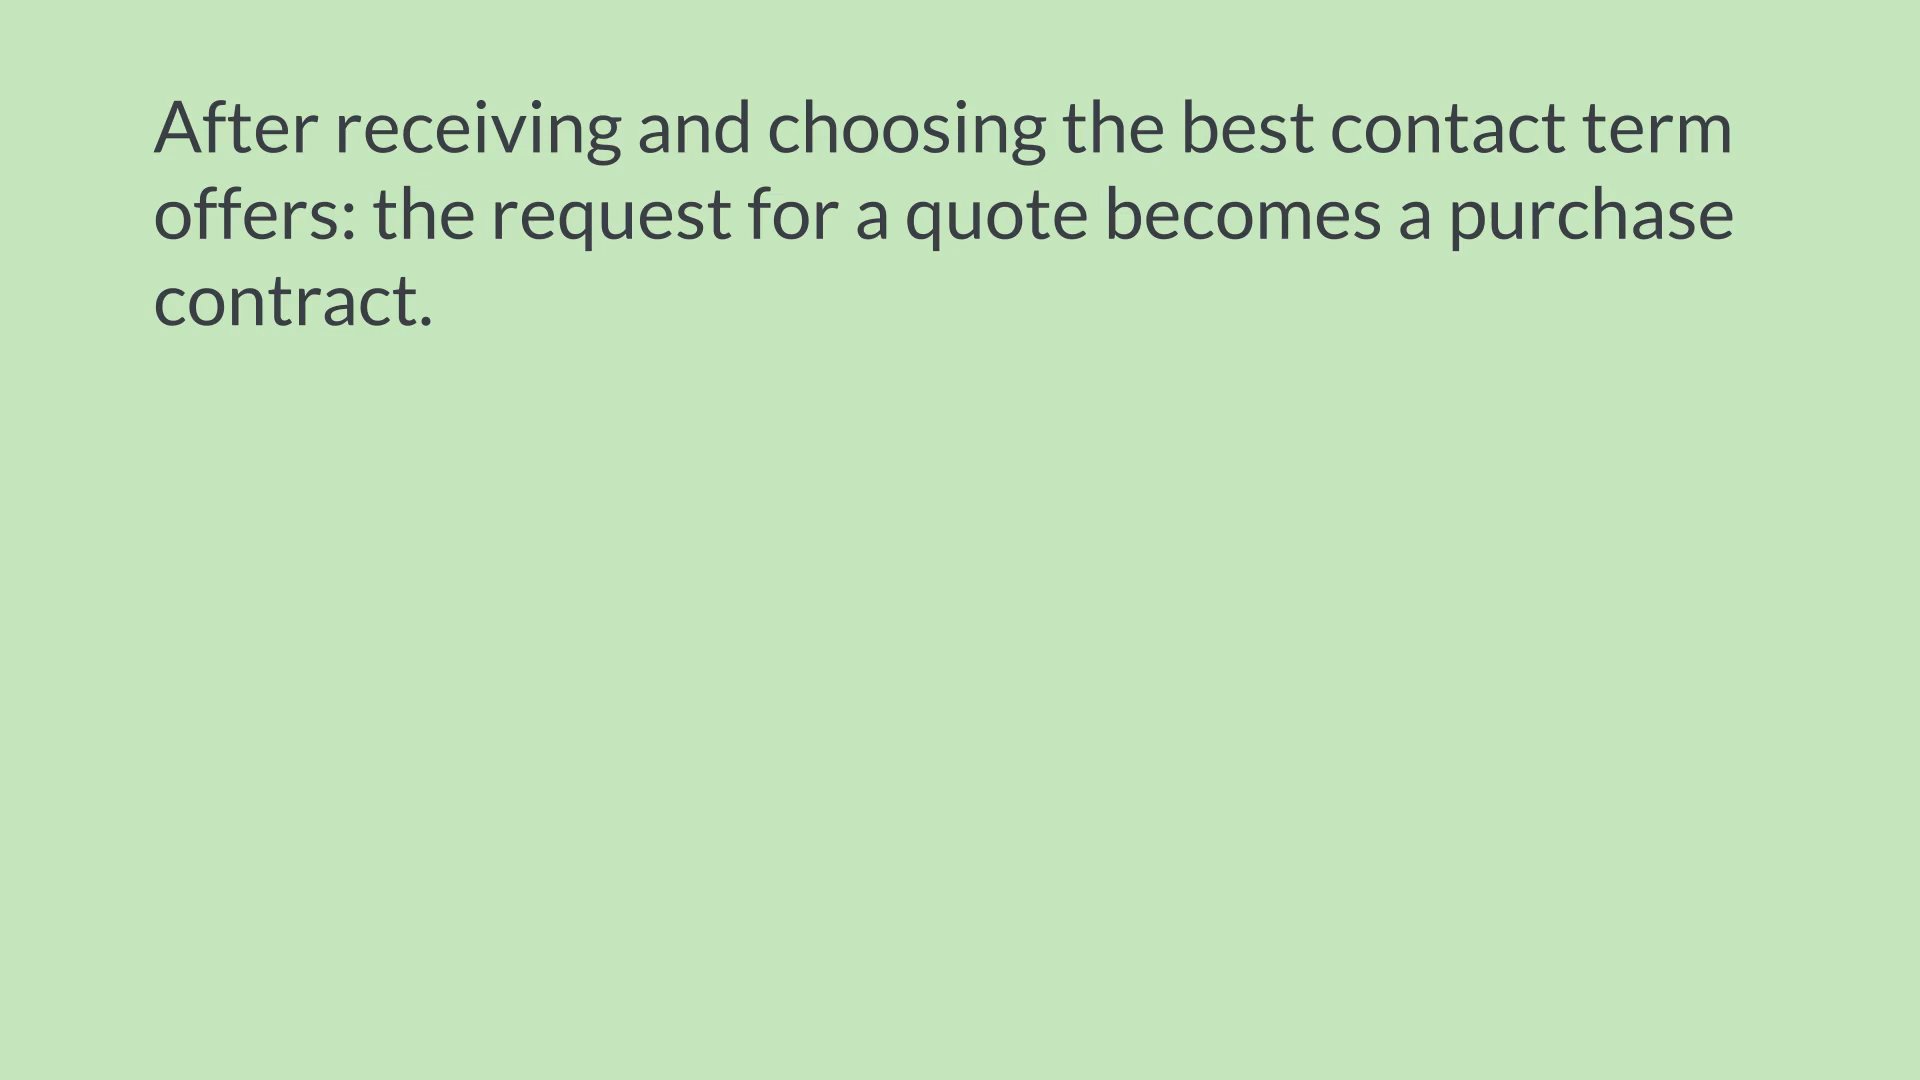 After receiving and choosing the best contact term
offers: the request for a quote becomes a purchase
contract.